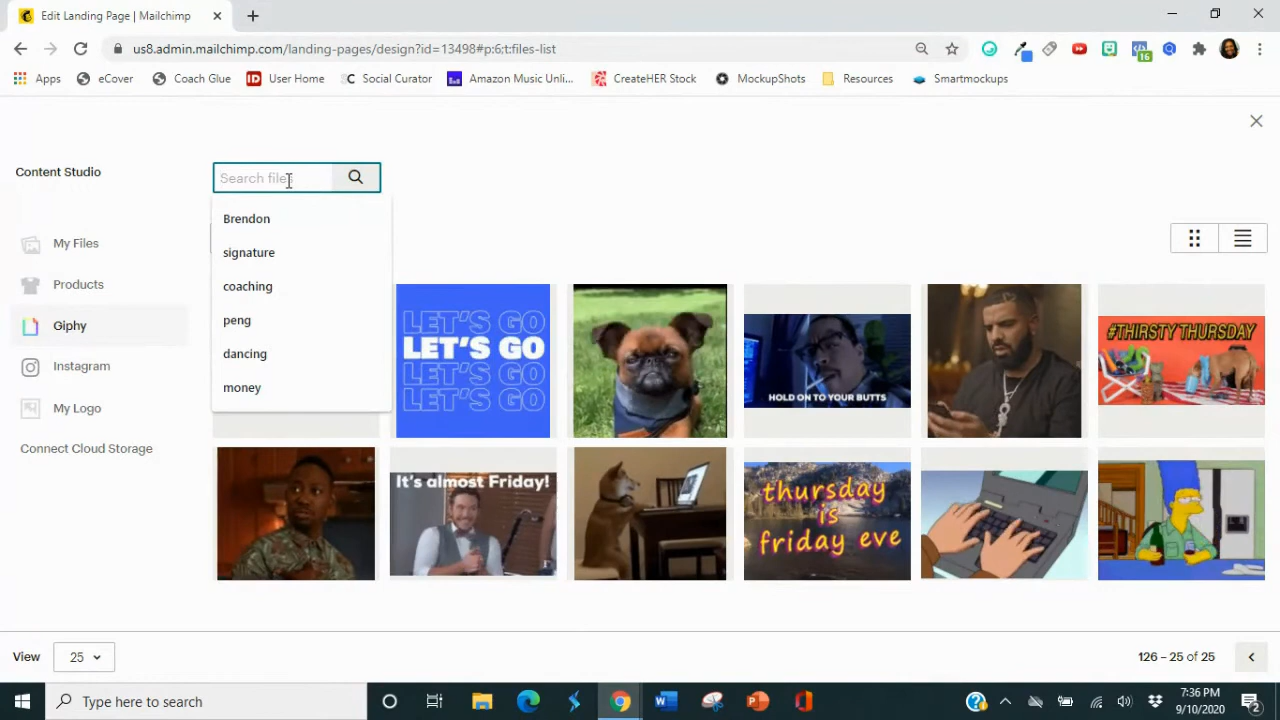 Edit Landing Page | Mailchimp
us8.admin.mailchimp.com/landing-pages/design?id=13498#p:6;t:files-list
16
Apps eCover Coach Glue User Home Social Curator Amazon Music Unli... CreateHER Stock MockupShots Resources Smartmockups
Content Studio
Search files
Brendon
signature
coaching
peng
dancing
money
My Files
Products
Giphy
Instagram
My Logo
Connect Cloud Storage
LET'S GO
LET'S GO
LET'S GO
LET'S GO
HOLD ON TO YOUR BUTTS
#THIRSTY THURSDAY
It's almost Friday!
thursday
is
friday eve
View 25
126 – 25 of 25
Type here to search
7:36 PM
9/10/2020
2